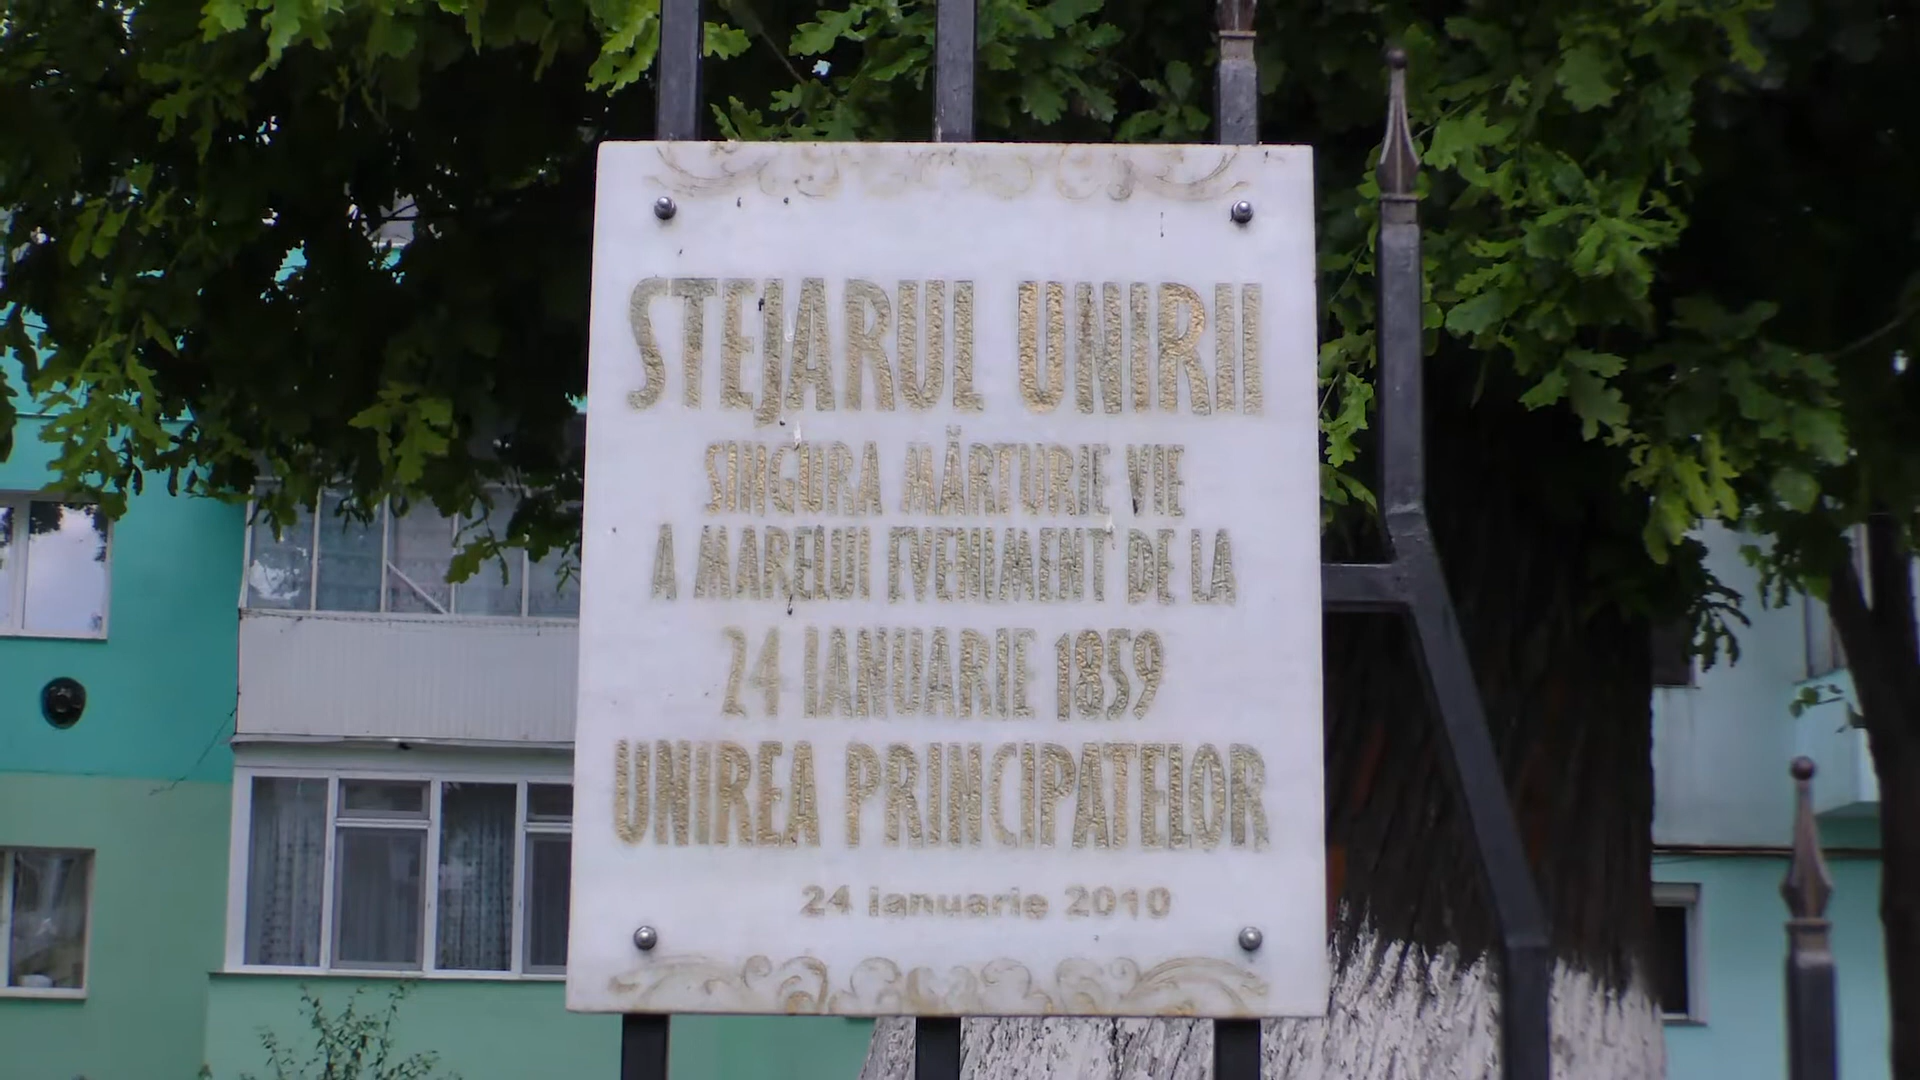 STEJARUL UNIRII
SINGURA MĂRTURIE VIE
A MARELUI EVENIMENT DE LA
24 IANUARIE 1859
UNIREA PRINCIPATELOR
24 ianuarie 2010